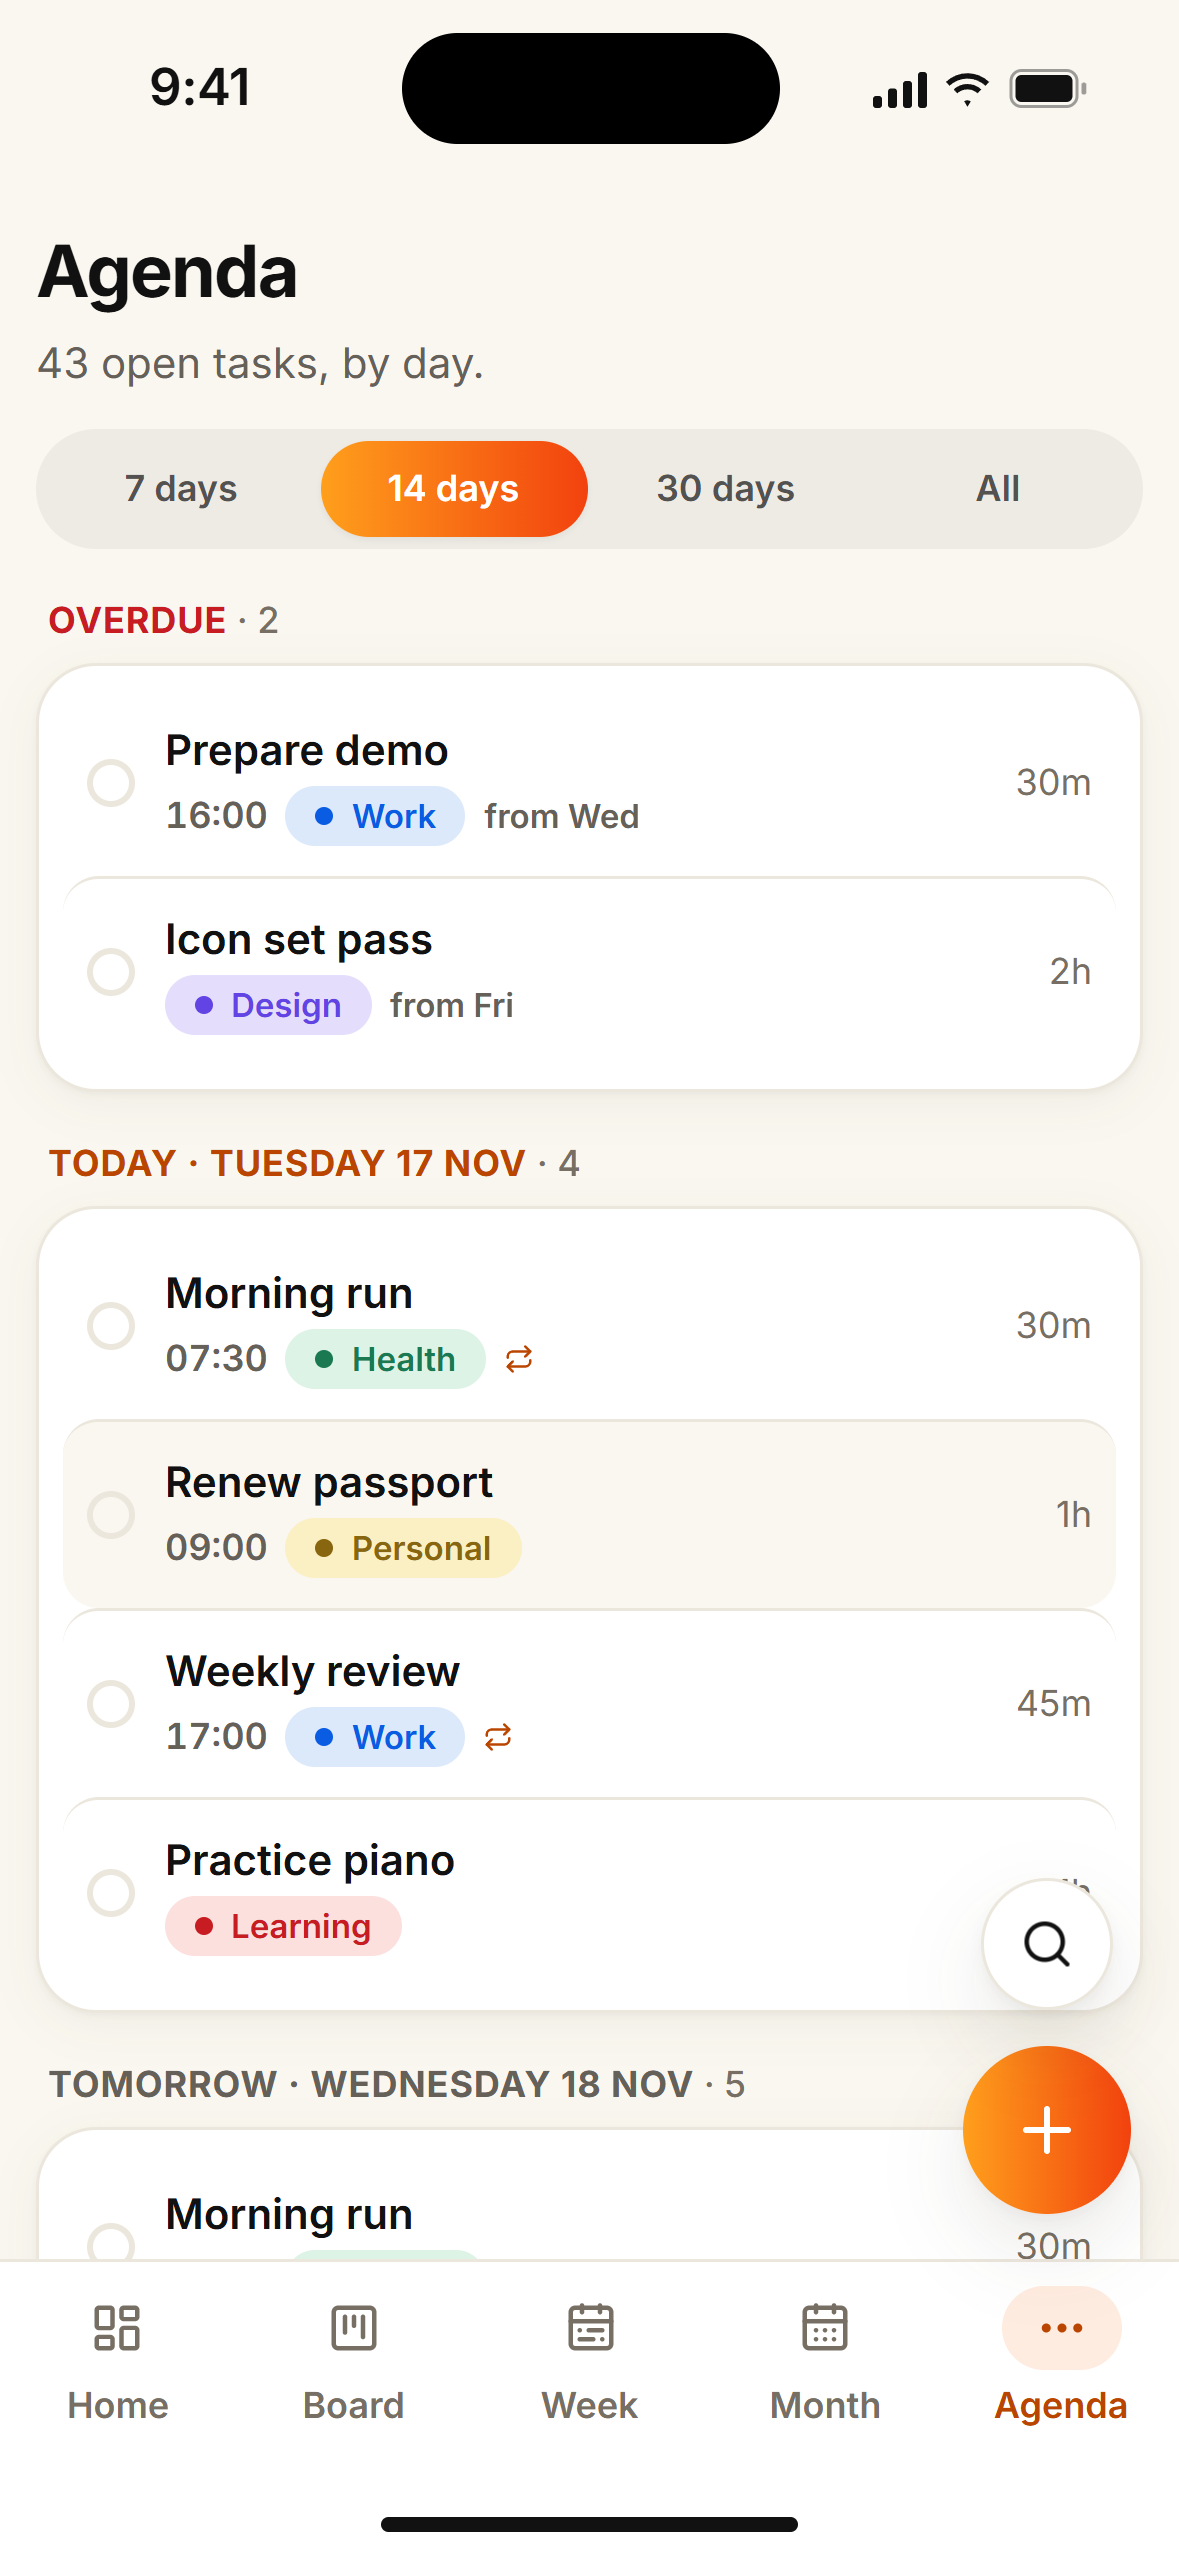 9:41
Agenda
43 open tasks, by day.
7 days 14 days 30 days All
OVERDUE · 2
Prepare demo
30m
16:00 Work from Wed
Icon set pass
2h
Design from Fri
TODAY · TUESDAY 17 NOV · 4
Morning run
30m
07:30 Health
Renew passport
1h
09:00 Personal
Weekly review
45m
17:00 Work
Practice piano
Learning
TOMORROW · WEDNESDAY 18 NOV · 5
Morning run
30m
Home Board Week Month Agenda